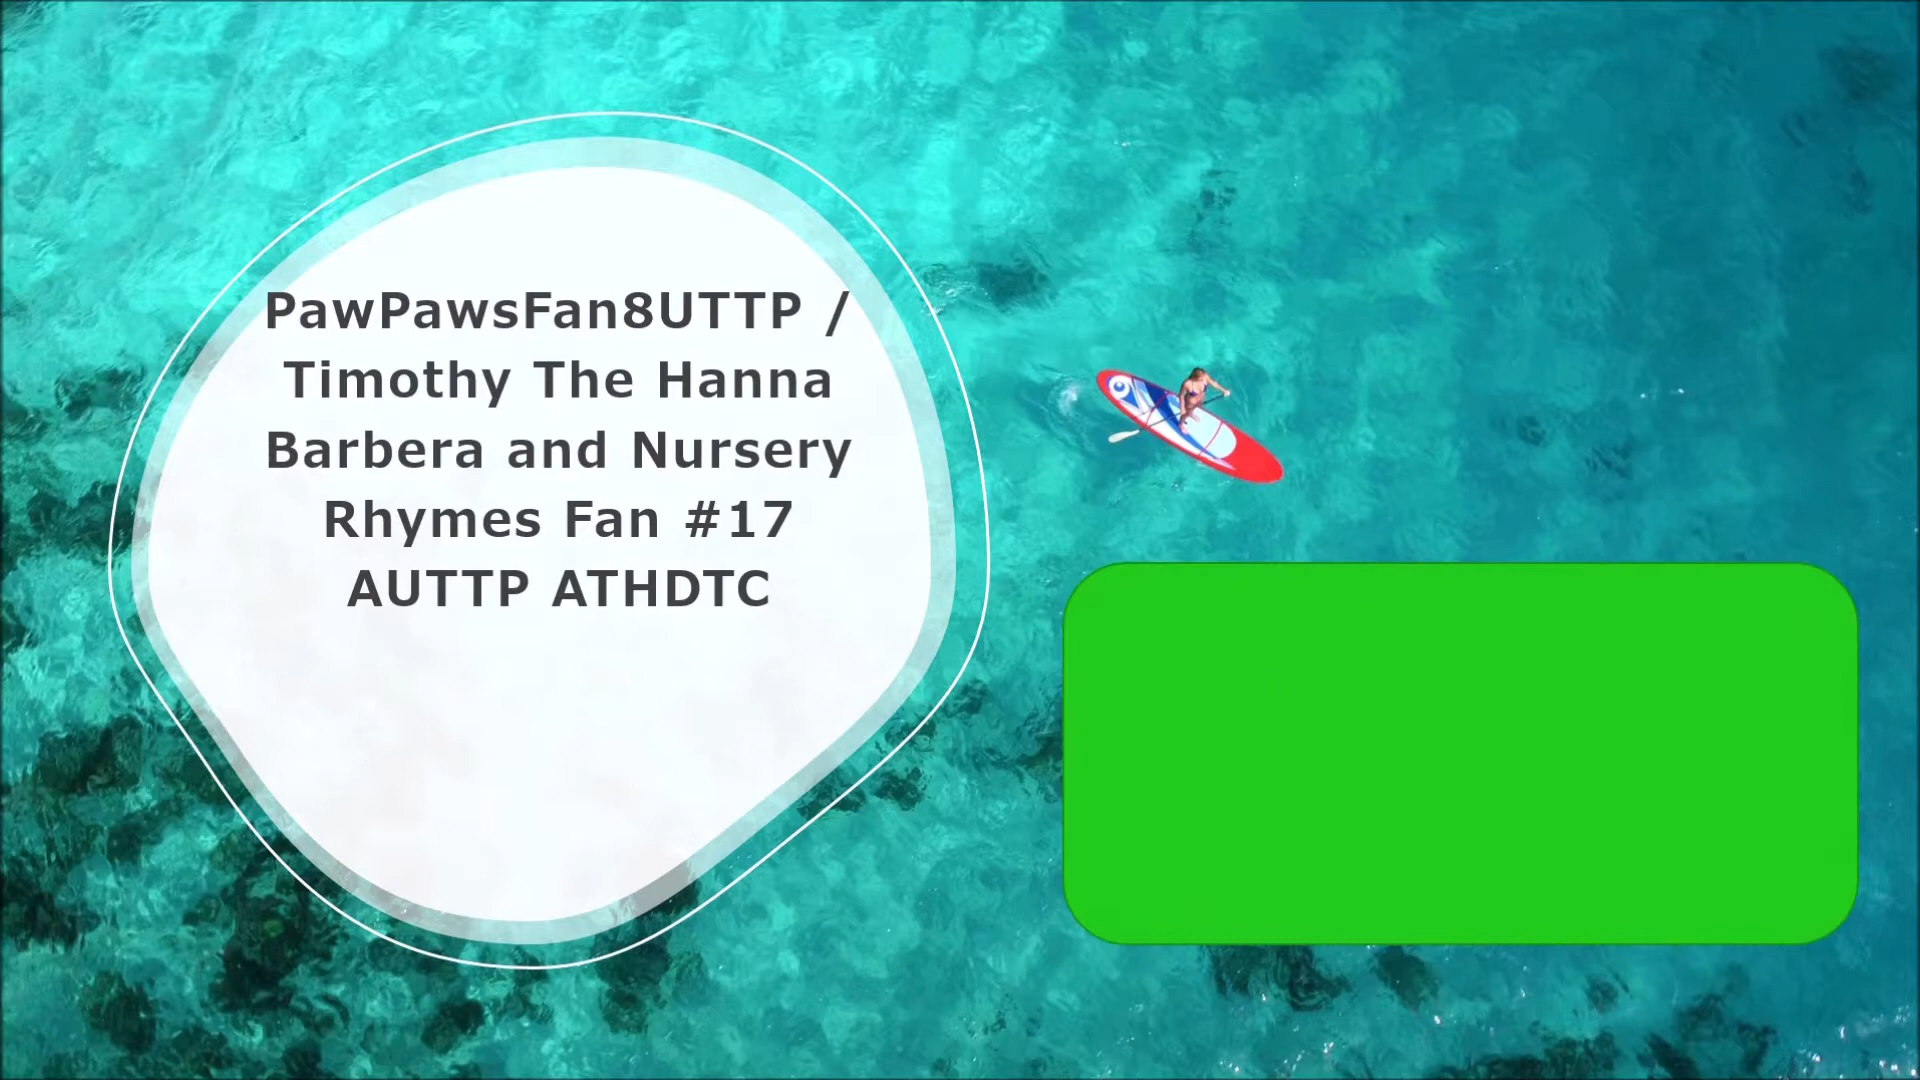 PawPawsFan8UTTP /
Timothy The Hanna
Barbera and Nursery
Rhymes Fan #17
AUTTP ATHDTC